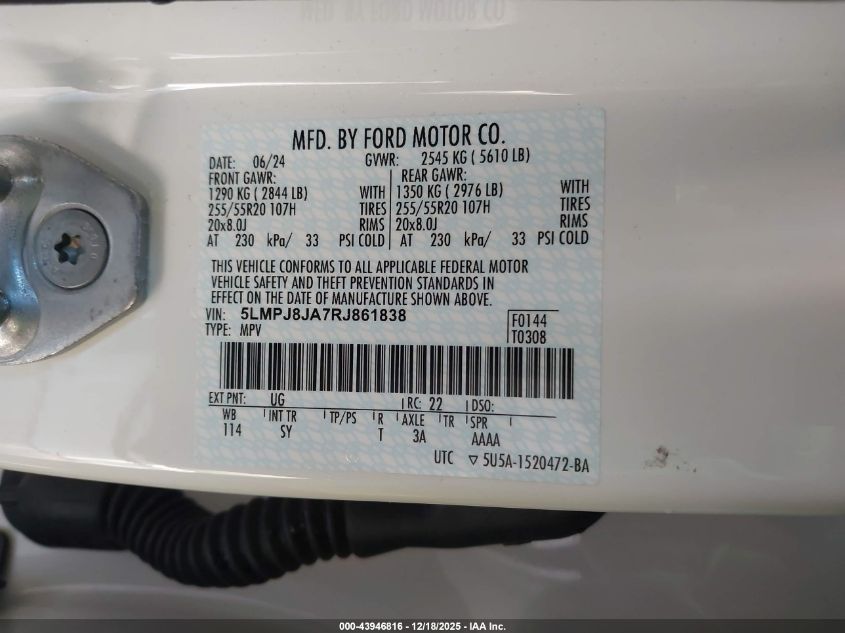 MFD. BY FORD MOTOR CO
MFD. BY FORD MOTOR CO.
DATE: 06/24 GVWR: 2545 KG ( 5610 LB)
FRONT GAWR: REAR GAWR:
1290 KG ( 2844 LB) WITH 1350 KG ( 2976 LB) WITH
255/55R20 107H TIRES 255/55R20 107H TIRES
20x8.0J RIMS 20x8.0J RIMS
AT 230 kPa/ 33 PSI COLD AT 230 kPa/ 33 PSI COLD
THIS VEHICLE CONFORMS TO ALL APPLICABLE FEDERAL MOTOR
VEHICLE SAFETY AND THEFT PREVENTION STANDARDS IN
EFFECT ON THE DATE OF MANUFACTURE SHOWN ABOVE.
VIN: 5LMPJ8JA7RJ861838
TYPE: MPV
F0144
T0308
EXT PNT: UG RC: 22 DSO:
WB INT TR TP/PS R AXLE TR SPR
114 SY T 3A AAAA
UTC ▽ 5U5A-1520472-BA
000-43946816 - 12/18/2025 - IAA Inc.